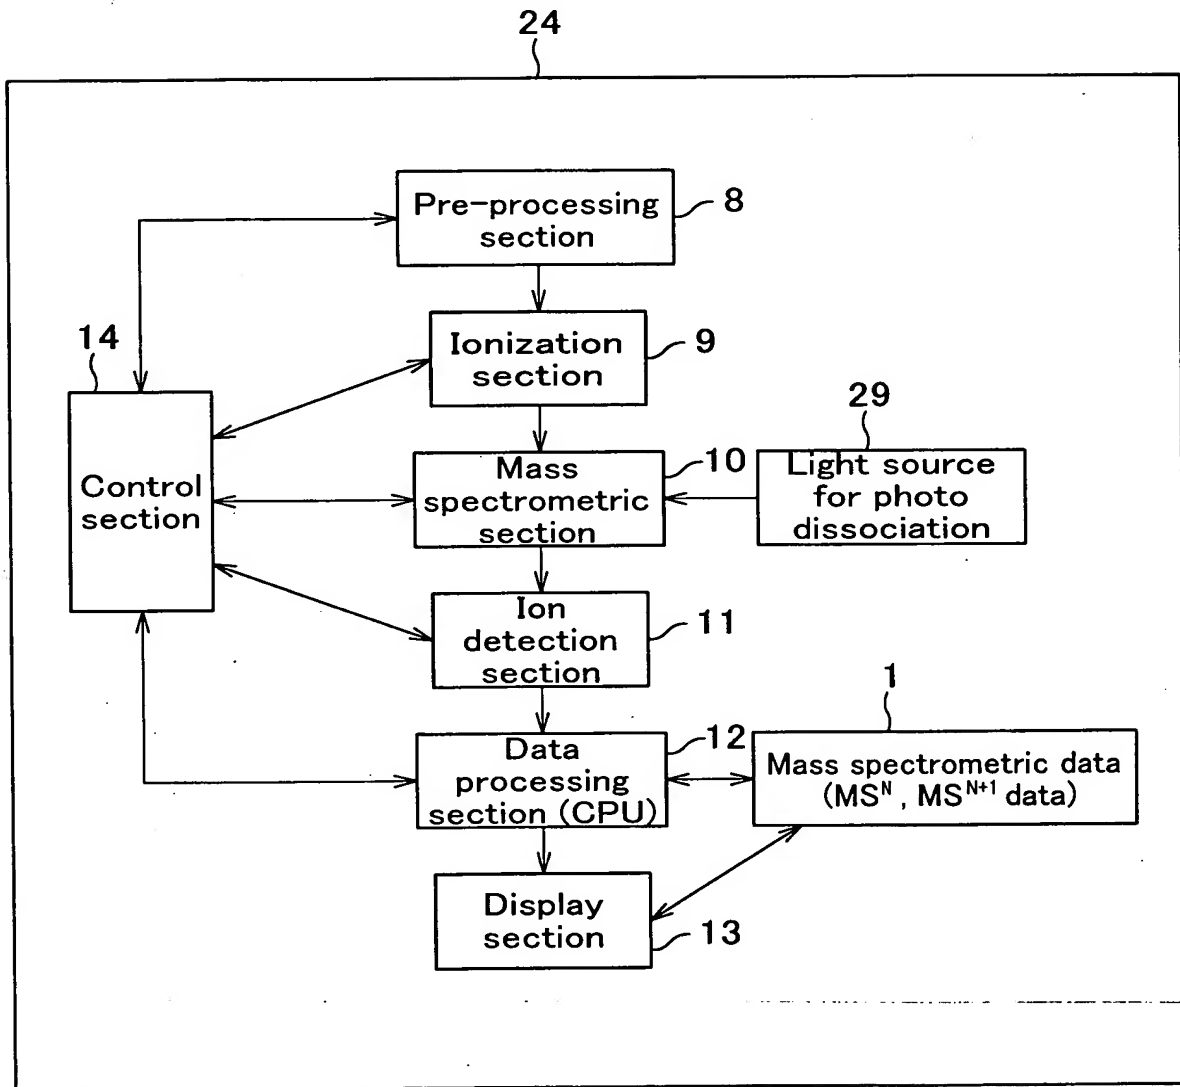 24
Pre-processing
section
8
14
Ionization
section
9
29
Control
section
Mass
spectrometric
section
10
Light source
for photo
dissociation
Ion
detection
section
11
1
Data
processing
section (CPU)
12
Mass spectrometric data
(MS^N , MS^N+1 data)
Display
section
13